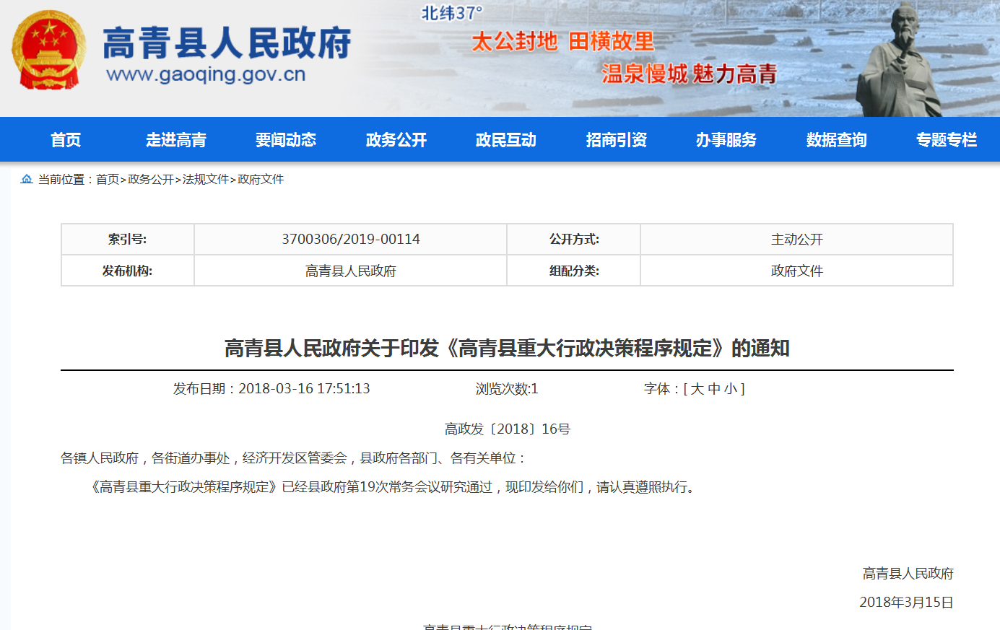 北纬37°
高青县人民政府
太公封地 田横故里
www.gaoqing.gov.cn
温泉慢城 魅力高青
首页 走进高青 要闻动态 政务公开 政民互动 招商引资 办事服务 数据查询 专题专栏
当前位置：首页>政务公开>法规文件>政府文件
索引号: 3700306/2019-00114 公开方式: 主动公开
发布机构: 高青县人民政府 组配分类: 政府文件
高青县人民政府关于印发《高青县重大行政决策程序规定》的通知
发布日期：2018-03-16 17:51:13 浏览次数:1 字体：[ 大 中 小 ]
高政发〔2018〕16号
各镇人民政府，各街道办事处，经济开发区管委会，县政府各部门、各有关单位：
《高青县重大行政决策程序规定》已经县政府第19次常务会议研究通过，现印发给你们，请认真遵照执行。
高青县人民政府
2018年3月15日
高青县重大行政决策程序规定